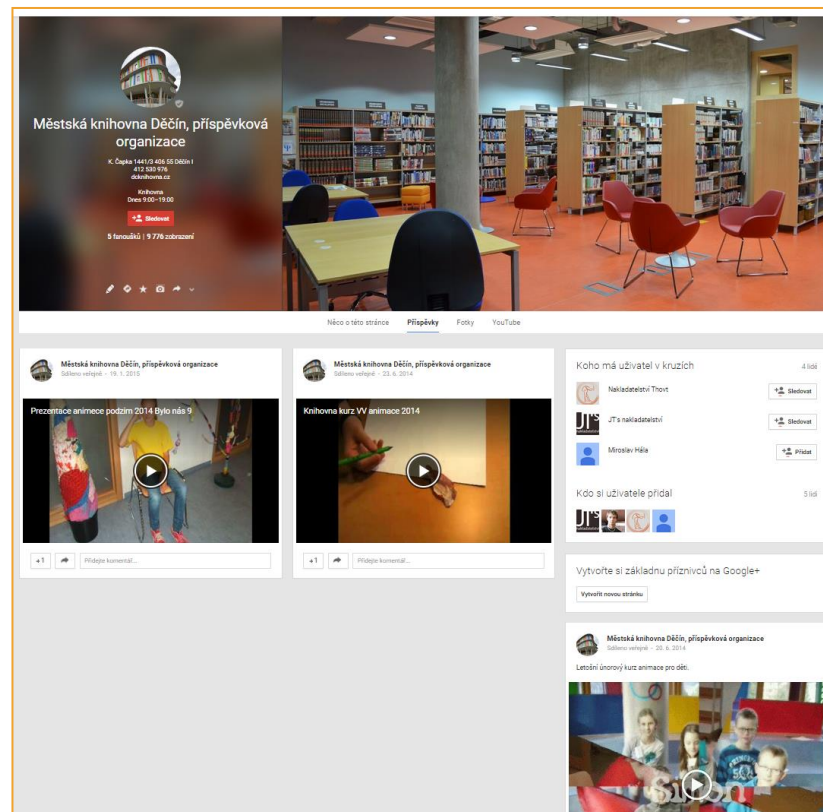 Městská knihovna Děčín, příspěvková
organizace
K. Čapka 1441/3 406 55 Děčín I
412 530 976
dcknihovna.cz
Knihovna
Dnes 9:00–19:00
Sledovat
5 fanoušků | 9 776 zobrazení
Něco o této stránce Příspěvky Fotky YouTube
Městská knihovna Děčín, příspěvková organizace
Sdíleno veřejně - 19. 1. 2015
Prezentace animece podzim 2014 Bylo nás 9
+1 Přidejte komentář...
Městská knihovna Děčín, příspěvková organizace
Sdíleno veřejně - 23. 6. 2014
Knihovna kurz VV animace 2014
+1 Přidejte komentář...
Koho má uživatel v kruzích 4 lidé
Nakladatelství Thovt Sledovat
JT's nakladatelství Sledovat
Miroslav Hála Přidat
Kdo si uživatele přidal 5 lidí
JT's
Vytvořte si základnu příznivců na Google+
Vytvořit novou stránku
Městská knihovna Děčín, příspěvková organizace
Sdíleno veřejně - 20. 6. 2014
Letošní únorový kurz animace pro děti.